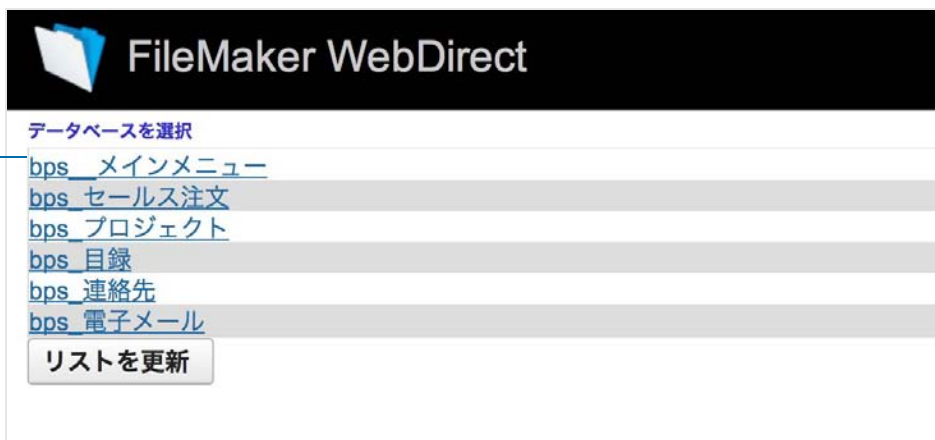 FileMaker WebDirect
データベースを選択
bps__メインメニュー
bps_セールス注文
bps_プロジェクト
bps_目録
bps_連絡先
bps_電子メール
リストを更新